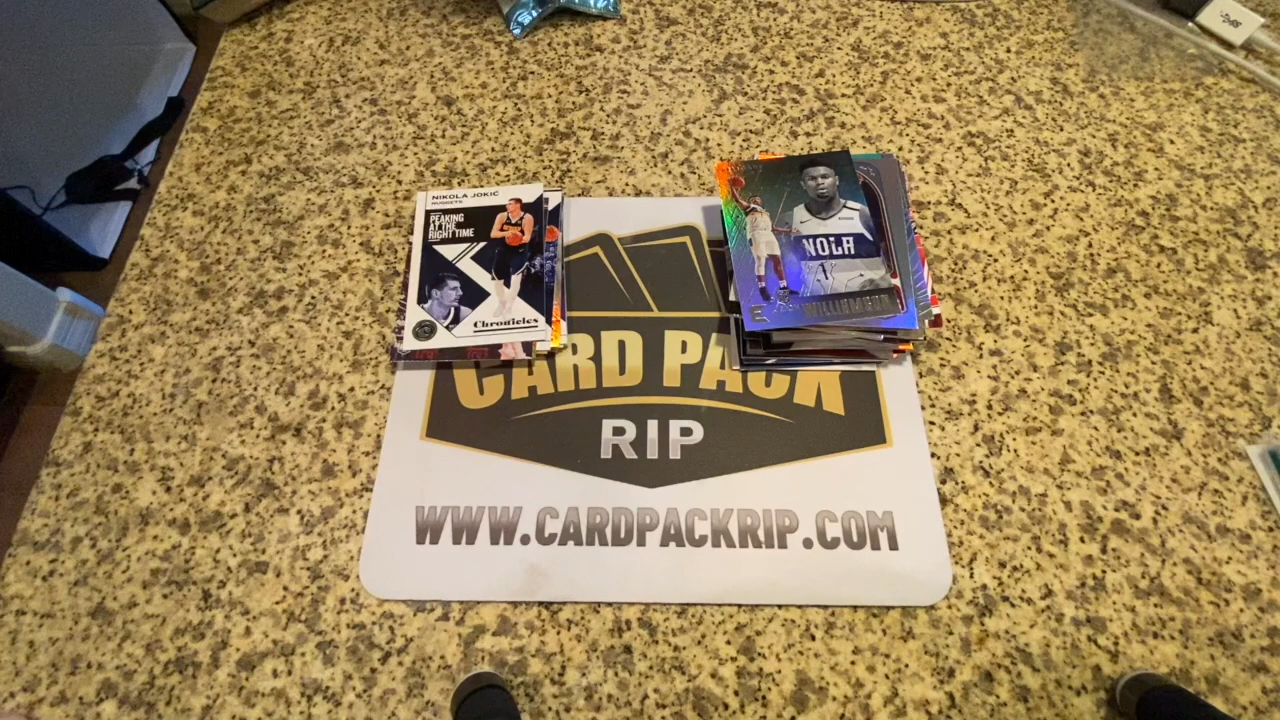 NIKOLA JOKIĆ
NUGGETS
PEAKING
AT THE
RIGHT TIME
Chronicles
NOLA
WILLIAMSON
CARD PACK
RIP
WWW.CARDPACKRIP.COM